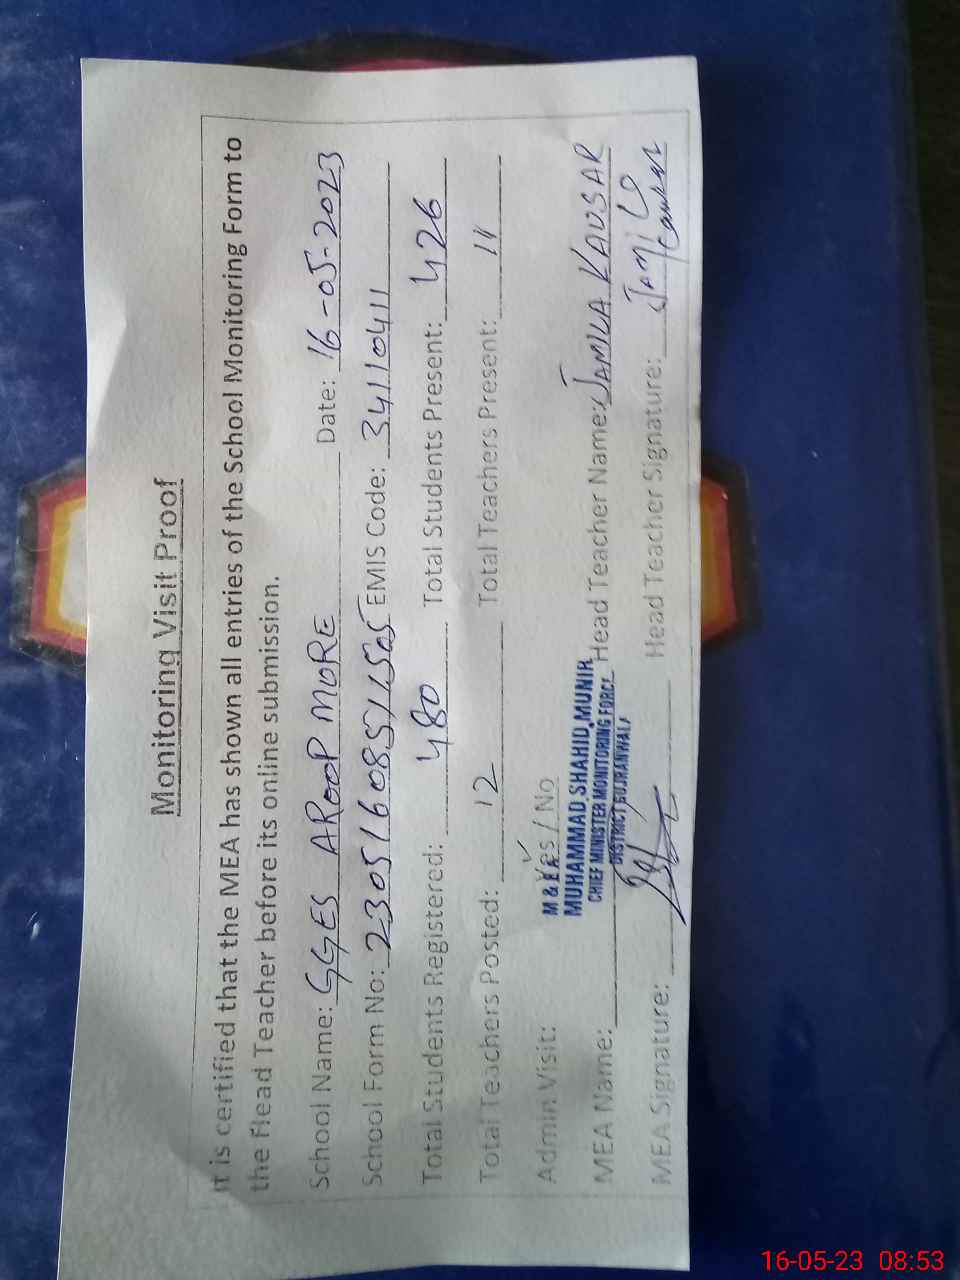 Monitoring Visit Proof
It is certified that the MEA has shown all entries of the School Monitoring Form to
the Head Teacher before its online submission.
School Name: GGES AROOP MORE Date: 16-05-2023
School Form No: EMIS Code: 34110411
Total Students Registered: 480 Total Students Present: 426
Total Teachers Posted: 12 Total Teachers Present: 11
Admin Visit: Yes / No
M & E A
MEA Name: MUHAMMAD SHAHID MUNIR Head Teacher Name: JAMILA KAUSAR
CHIEF MINISTER MONITORING FORCE
DISTRICT GUJRANWALA
MEA Signature: Head Teacher Signature: Jamila
Kausar
16-05-23 08:53